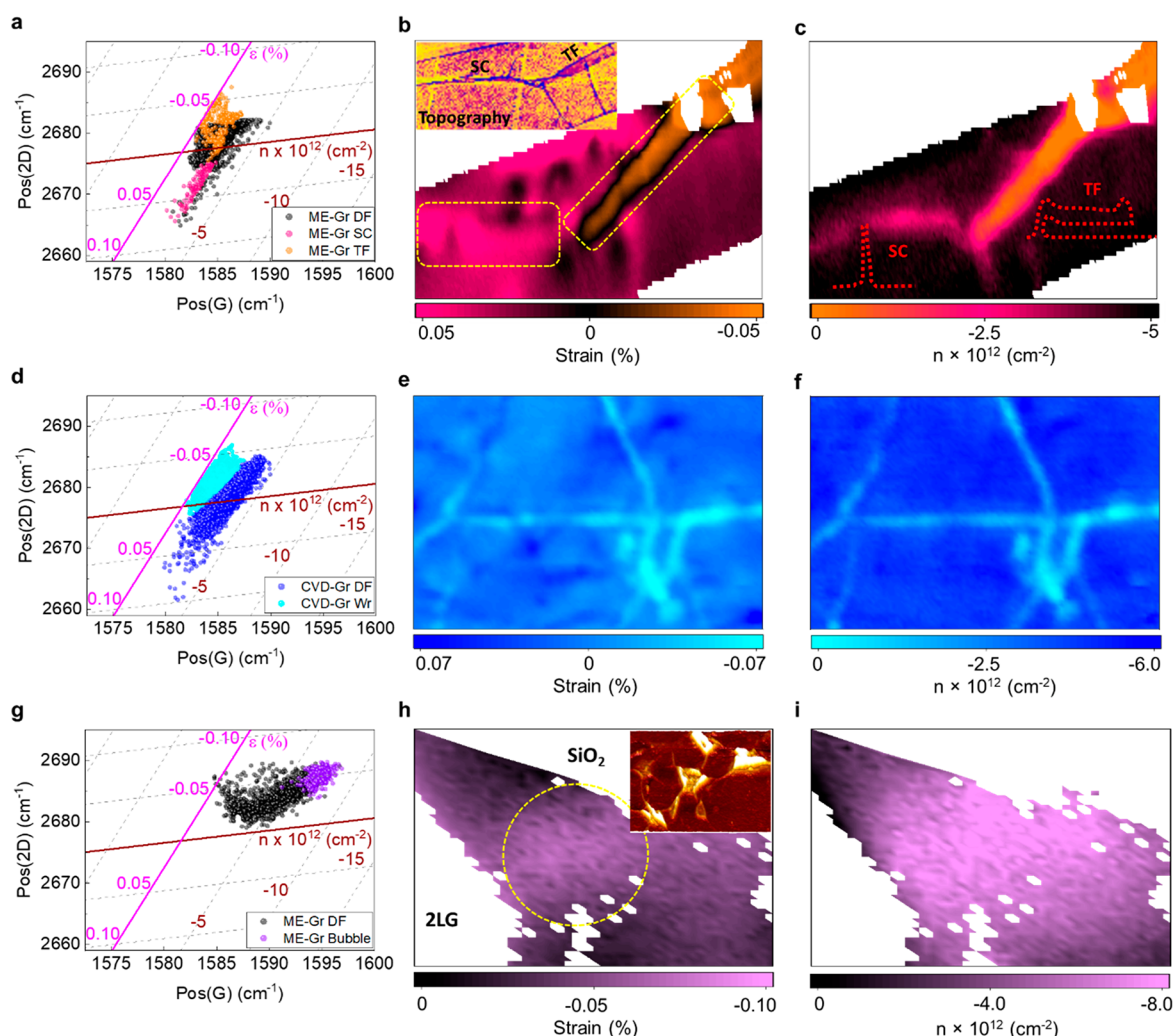 a
2690
2680
2670
2660
Pos(2D) (cm-1)
-0.10
ε (%)
-0.05
n x 10¹² (cm-2)
-15
0.05
-10
-5
0.10
ME-Gr DF
ME-Gr SC
ME-Gr TF
1575 1580 1585 1590 1595 1600
Pos(G) (cm-1)
b
SC
TF
Topography
0.05 0 -0.05
Strain (%)
c
TF
SC
0 -2.5 -5
n × 10¹² (cm-2)
d
2690
2680
2670
2660
Pos(2D) (cm-1)
-0.10
ε (%)
-0.05
n x 10¹² (cm-2)
-15
0.05
-10
-5
0.10
CVD-Gr DF
CVD-Gr Wr
1575 1580 1585 1590 1595 1600
Pos(G) (cm-1)
e
0.07 0 -0.07
Strain (%)
f
0 -2.5 -6.0
n × 10¹² (cm-2)
g
2690
2680
2670
2660
Pos(2D) (cm-1)
-0.10
ε (%)
-0.05
n x 10¹² (cm-2)
-15
0.05
-10
-5
0.10
ME-Gr DF
ME-Gr Bubble
1575 1580 1585 1590 1595 1600
Pos(G) (cm-1)
h
SiO₂
2LG
0 -0.05 -0.10
Strain (%)
i
0 -4.0 -8.0
n × 10¹² (cm-2)